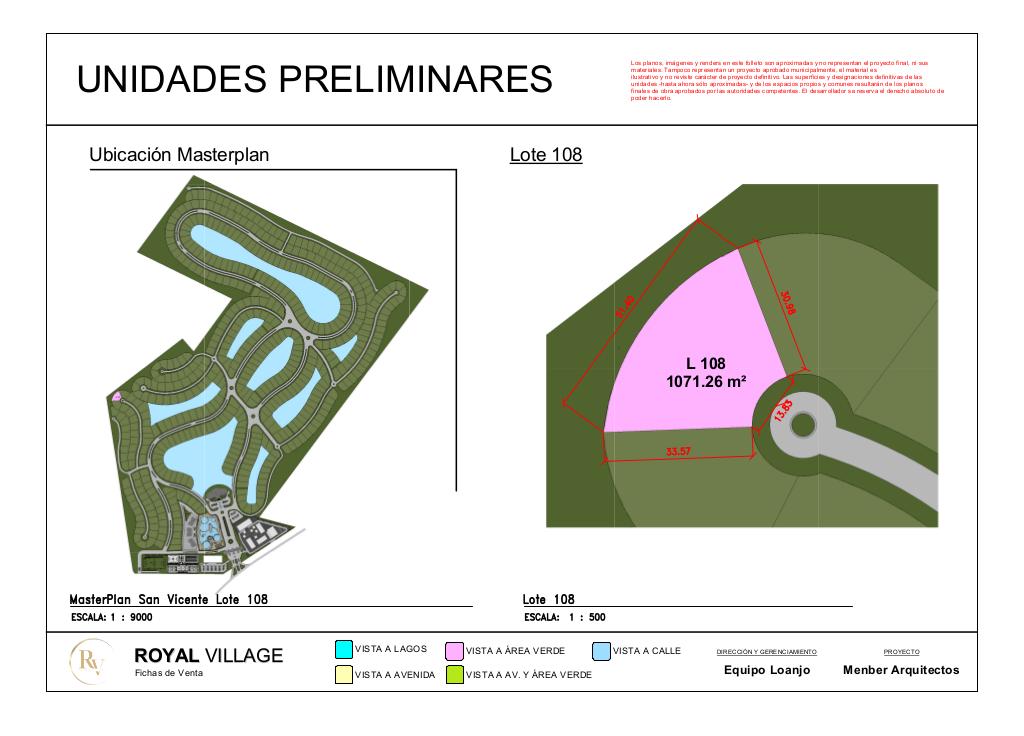 UNIDADES PRELIMINARES
Los planos, imágenes y renders en este folleto son aproximadas y no representan el proyecto final, ni sus
materiales. Tampoco representan un proyecto aprobado municipalmente, el material es
ilustrativo y no reviste carácter de proyecto definitivo. Las superficies y designaciones definitivas de las
unidades -hasta ahora sólo aproximadas- y de los espacios propios y comunes resultarán de los planos
finales de obra aprobados por las autoridades competentes. El desarrollador se reserva el derecho absoluto de
poder hacerlo.
Ubicación Masterplan
Lote 108
30.98
L 108
1071.26 m²
13.83
33.57
MasterPlan San Vicente Lote 108
ESCALA: 1 : 9000
Lote 108
ESCALA: 1 : 500
RV
ROYAL VILLAGE
Fichas de Venta
VISTA A LAGOS
VISTA A ÁREA VERDE
VISTA A CALLE
VISTA A AVENIDA
VISTA A AV. Y ÁREA VERDE
DIRECCIÓN Y GERENCIAMIENTO
Equipo Loanjo
PROYECTO
Menber Arquitectos